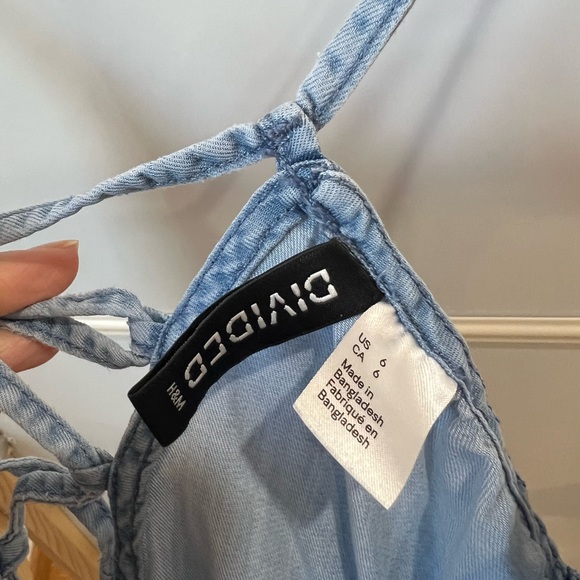 DIVIDED
H&M
US 6
CA 6
Made in
Bangladesh
Fabriqué en
Bangladesh